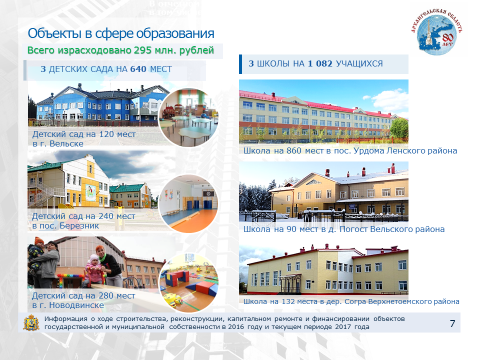 Объекты в сфере образования
Всего израсходовано 295 млн. рублей
АРХАНГЕЛЬСКАЯ ОБЛАСТЬ
80 ЛЕТ
3 ДЕТСКИХ САДА НА 640 МЕСТ
Детский сад на 120 мест
в г. Вельске
Детский сад на 240 мест
в пос. Березник
Детский сад на 280 мест
в г. Новодвинске
3 ШКОЛЫ НА 1 082 УЧАЩИХСЯ
Школа на 860 мест в пос. Урдома Ленского района
Школа на 90 мест в д. Погост Вельского района
Школа на 132 места в дер. Согра Верхнетоемского района
Информация о ходе строительства, реконструкции, капитальном ремонте и финансировании объектов
государственной и муниципальной собственности в 2016 году и текущем периоде 2017 года
7